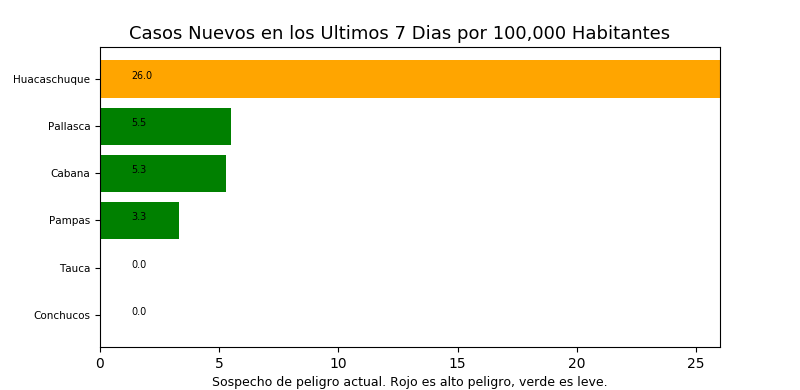 Casos Nuevos en los Ultimos 7 Dias por 100,000 Habitantes
Huacaschuque 26.0
Pallasca 5.5
Cabana 5.3
Pampas 3.3
Tauca 0.0
Conchucos 0.0
0 5 10 15 20 25
Sospecho de peligro actual. Rojo es alto peligro, verde es leve.